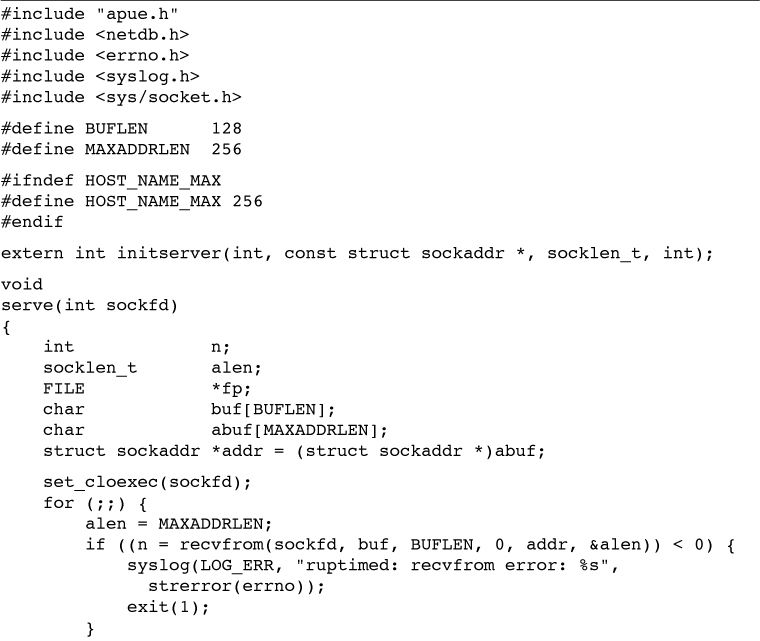 #include "apue.h"
#include <netdb.h>
#include <errno.h>
#include <syslog.h>
#include <sys/socket.h>
#define BUFLEN      128
#define MAXADDRLEN  256
#ifndef HOST_NAME_MAX
#define HOST_NAME_MAX 256
#endif
extern int initserver(int, const struct sockaddr *, socklen_t, int);
void
serve(int sockfd)
{
    int             n;
    socklen_t       alen;
    FILE            *fp;
    char            buf[BUFLEN];
    char            abuf[MAXADDRLEN];
    struct sockaddr *addr = (struct sockaddr *)abuf;
    set_cloexec(sockfd);
    for (;;) {
        alen = MAXADDRLEN;
        if ((n = recvfrom(sockfd, buf, BUFLEN, 0, addr, &alen)) < 0) {
            syslog(LOG_ERR, "ruptimed: recvfrom error: %s",
              strerror(errno));
            exit(1);
        }